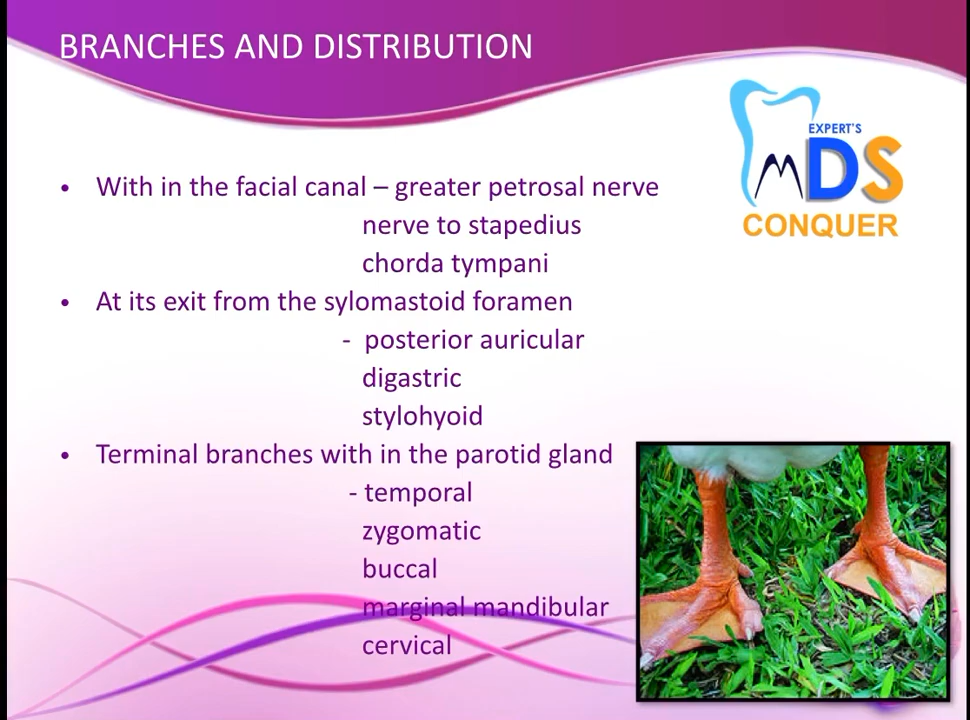 BRANCHES AND DISTRIBUTION
EXPERT'S
MDS
CONQUER
• With in the facial canal – greater petrosal nerve
nerve to stapedius
chorda tympani
• At its exit from the sylomastoid foramen
- posterior auricular
digastric
stylohyoid
• Terminal branches with in the parotid gland
- temporal
zygomatic
buccal
marginal mandibular
cervical